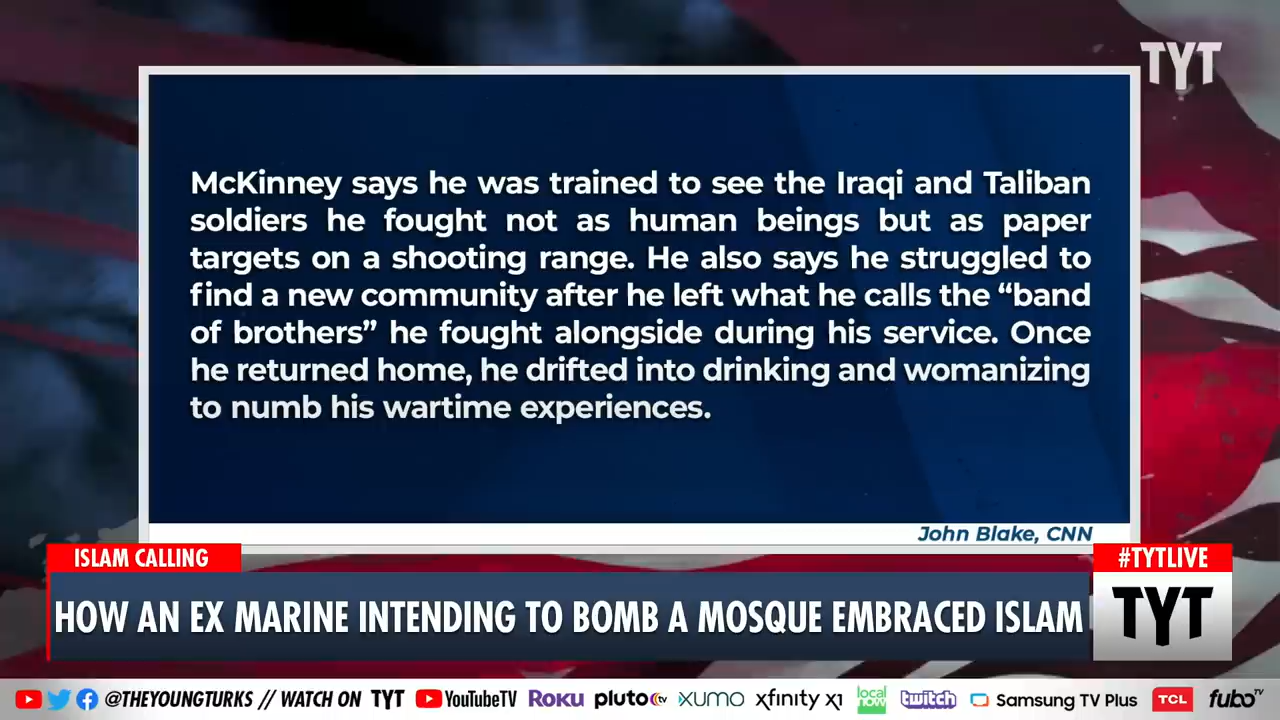 TYT
McKinney says he was trained to see the Iraqi and Taliban
soldiers he fought not as human beings but as paper
targets on a shooting range. He also says he struggled to
find a new community after he left what he calls the “band
of brothers” he fought alongside during his service. Once
he returned home, he drifted into drinking and womanizing
to numb his wartime experiences.
John Blake, CNN
ISLAM CALLING
#TYTLIVE
HOW AN EX MARINE INTENDING TO BOMB A MOSQUE EMBRACED ISLAM
TYT
@THEYOUNGTURKS // WATCH ON TYT YouTubeTV ROKU pluto tv XUMO xfinity x1 local now twitch Samsung TV Plus TCL fubo TV